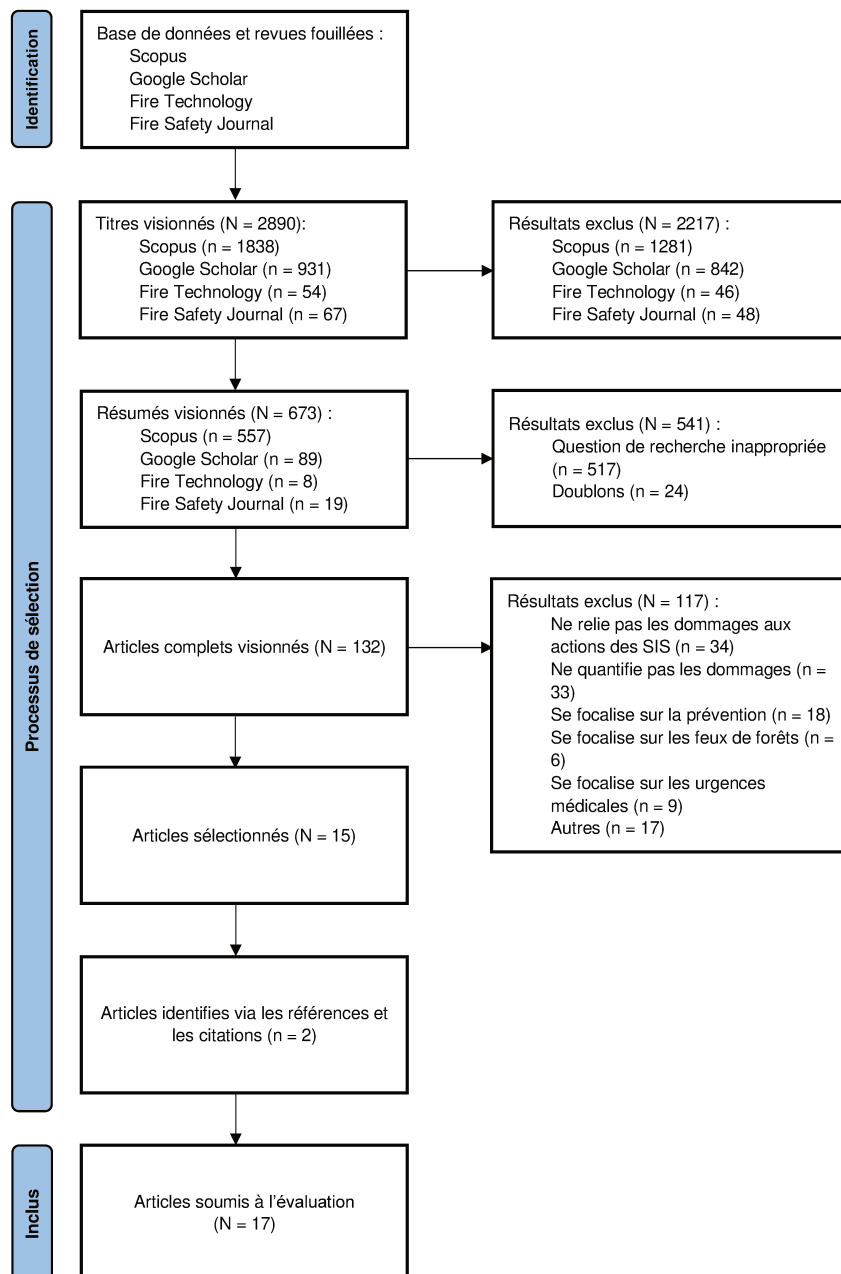 Identification
Base de données et revues fouillées :
Scopus
Google Scholar
Fire Technology
Fire Safety Journal
Processus de sélection
Titres visionnés (N = 2890):
Scopus (n = 1838)
Google Scholar (n = 931)
Fire Technology (n = 54)
Fire Safety Journal (n = 67)
Résultats exclus (N = 2217) :
Scopus (n = 1281)
Google Scholar (n = 842)
Fire Technology (n = 46)
Fire Safety Journal (n = 48)
Résumés visionnés (N = 673) :
Scopus (n = 557)
Google Scholar (n = 89)
Fire Technology (n = 8)
Fire Safety Journal (n = 19)
Résultats exclus (N = 541) :
Question de recherche inappropriée
(n = 517)
Doublons (n = 24)
Articles complets visionnés (N = 132)
Résultats exclus (N = 117) :
Ne relie pas les dommages aux
actions des SIS (n = 34)
Ne quantifie pas les dommages (n =
33)
Se focalise sur la prévention (n = 18)
Se focalise sur les feux de forêts (n =
6)
Se focalise sur les urgences
médicales (n = 9)
Autres (n = 17)
Articles sélectionnés (N = 15)
Articles identifies via les références et
les citations (n = 2)
Inclus
Articles soumis à l'évaluation
(N = 17)